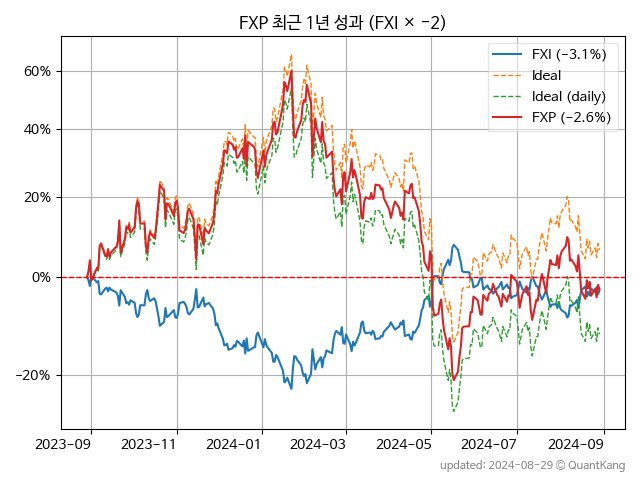 FXP 최근 1년 성과 (FXI × −2)
FXI (−3.1%)
Ideal
Ideal (daily)
FXP (−2.6%)
60%
40%
20%
0%
−20%
2023−09
2023−11
2024−01
2024−03
2024−05
2024−07
2024−09
updated: 2024−08−29 © QuantKang